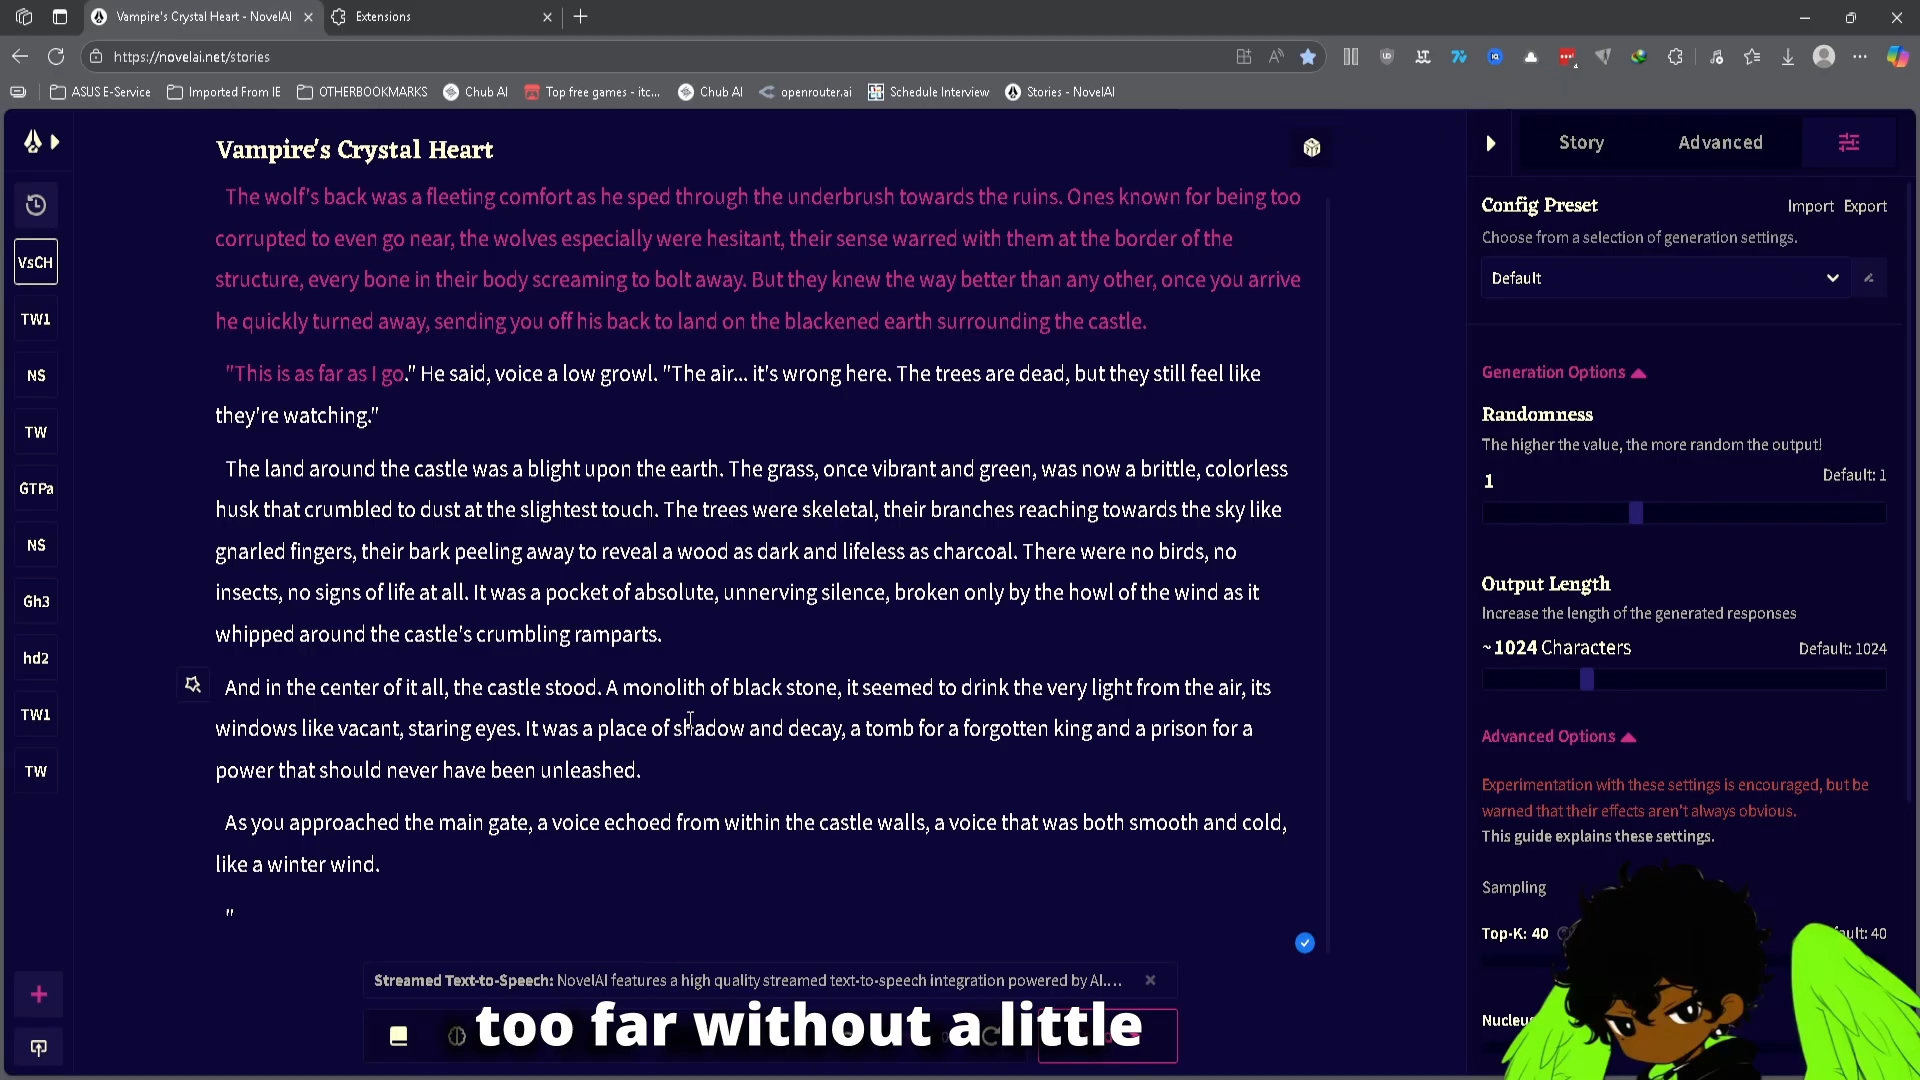 Vampire's Crystal Heart - NovelAI
Extensions
https://novelai.net/stories
ASUS E-Service
Imported From IE
OTHERBOOKMARKS
Chub AI
Top free games - itc...
Chub AI
openrouter.ai
Schedule Interview
Stories - NovelAI
Vampire's Crystal Heart
The wolf's back was a fleeting comfort as he sped through the underbrush towards the ruins. Ones known for being too
corrupted to even go near, the wolves especially were hesitant, their sense warred with them at the border of the
structure, every bone in their body screaming to bolt away. But they knew the way better than any other, once you arrive
he quickly turned away, sending you off his back to land on the blackened earth surrounding the castle.
"This is as far as I go." He said, voice a low growl. "The air... it's wrong here. The trees are dead, but they still feel like
they're watching."
The land around the castle was a blight upon the earth. The grass, once vibrant and green, was now a brittle, colorless
husk that crumbled to dust at the slightest touch. The trees were skeletal, their branches reaching towards the sky like
gnarled fingers, their bark peeling away to reveal a wood as dark and lifeless as charcoal. There were no birds, no
insects, no signs of life at all. It was a pocket of absolute, unnerving silence, broken only by the howl of the wind as it
whipped around the castle's crumbling ramparts.
And in the center of it all, the castle stood. A monolith of black stone, it seemed to drink the very light from the air, its
windows like vacant, staring eyes. It was a place of shadow and decay, a tomb for a forgotten king and a prison for a
power that should never have been unleashed.
As you approached the main gate, a voice echoed from within the castle walls, a voice that was both smooth and cold,
like a winter wind.
"
VsCH
TW1
NS
TW
GTPa
NS
Gh3
hd2
TW1
TW
Streamed Text-to-Speech: NovelAI features a high quality streamed text-to-speech integration powered by AI....
too far without a little
Story
Advanced
Config Preset
Import Export
Choose from a selection of generation settings.
Default
Generation Options
Randomness
The higher the value, the more random the output!
1
Default: 1
Output Length
Increase the length of the generated responses
~1024 Characters
Default: 1024
Advanced Options
Experimentation with these settings is encouraged, but be
warned that their effects aren't always obvious.
This guide explains these settings.
Sampling
Top-K: 40
40